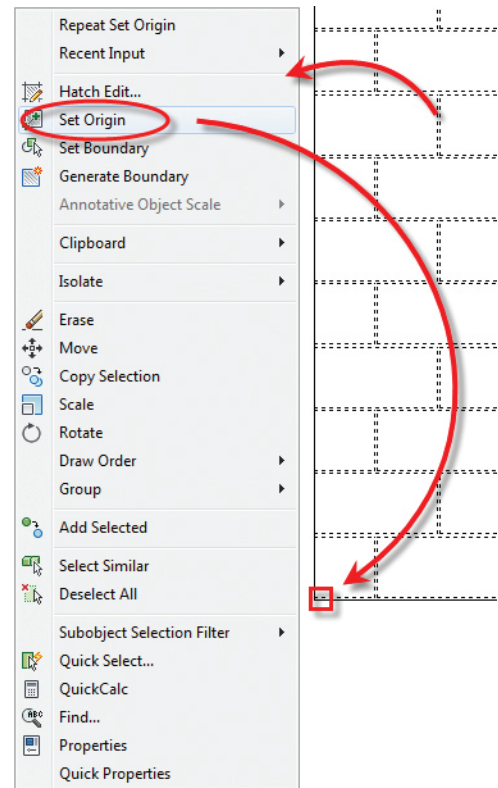 Repeat Set Origin
Recent Input
Hatch Edit...
Set Origin
Set Boundary
Generate Boundary
Annotative Object Scale
Clipboard
Isolate
Erase
Move
Copy Selection
Scale
Rotate
Draw Order
Group
Add Selected
Select Similar
Deselect All
Subobject Selection Filter
Quick Select...
QuickCalc
ABC
Find...
Properties
Quick Properties